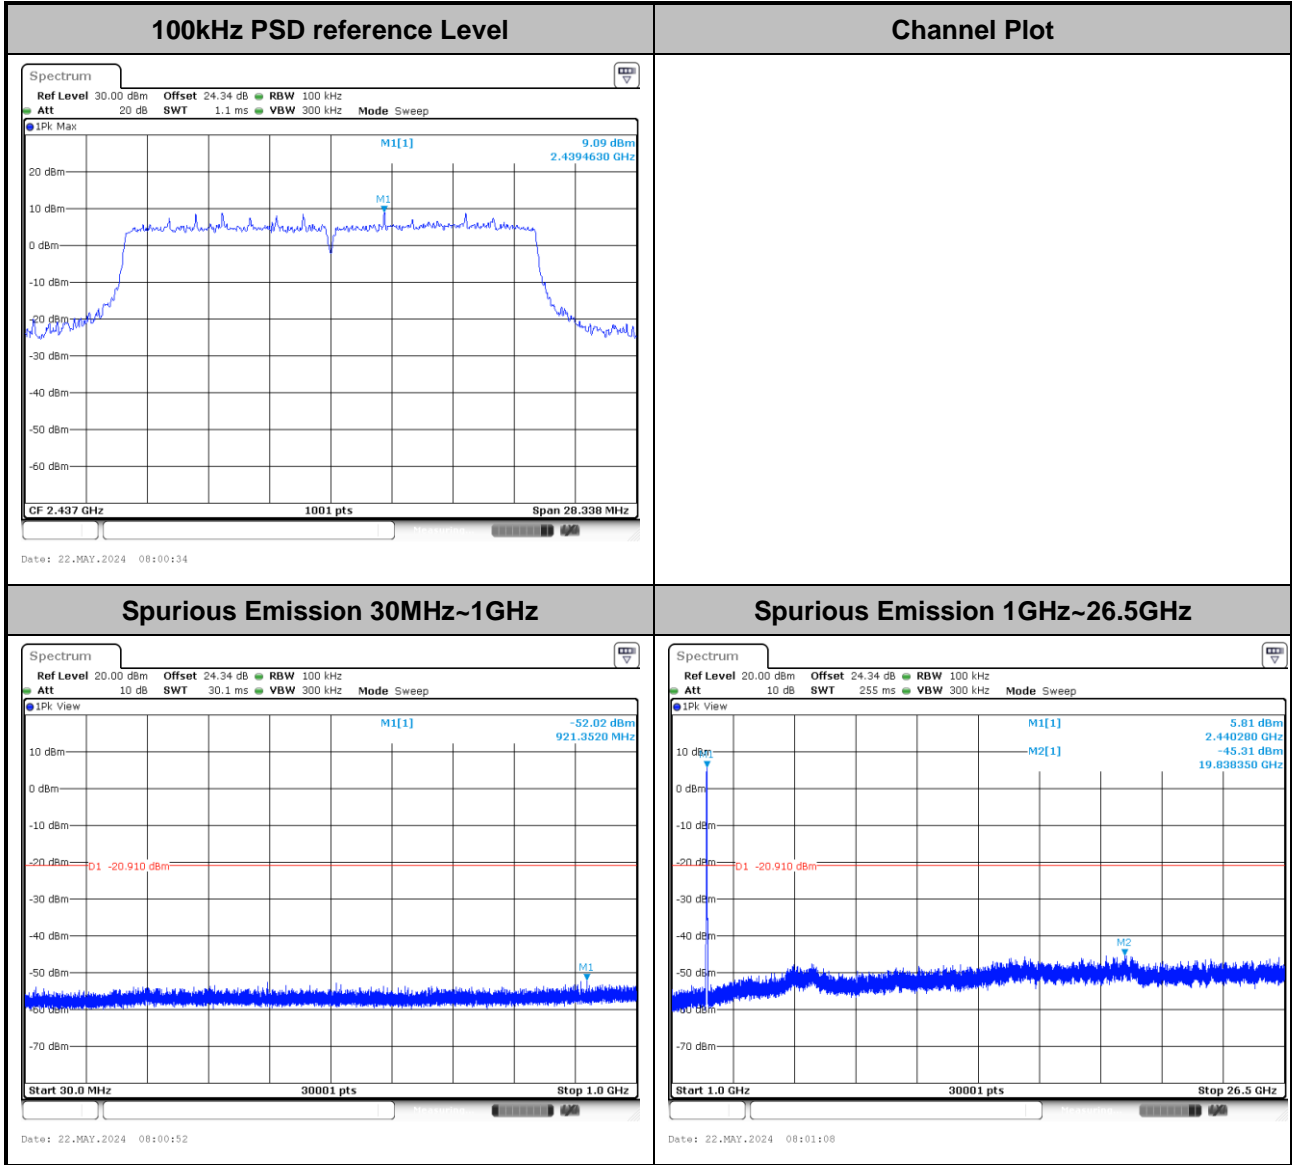 100kHz PSD reference Level
Channel Plot
Spectrum
Ref Level 30.00 dBm Offset 24.34 dB RBW 100 kHz
Att 20 dB SWT 1.1 ms VBW 300 kHz Mode Sweep
1Pk Max
M1[1] 9.09 dBm
2.4394630 GHz
20 dBm
M1
10 dBm
0 dBm
-10 dBm
-20 dBm
-30 dBm
-40 dBm
-50 dBm
-60 dBm
CF 2.437 GHz 1001 pts Span 28.338 MHz
Date: 22.MAY.2024 08:00:34
Spurious Emission 30MHz~1GHz
Spurious Emission 1GHz~26.5GHz
Spectrum
Ref Level 20.00 dBm Offset 24.34 dB RBW 100 kHz
Att 10 dB SWT 30.1 ms VBW 300 kHz Mode Sweep
1Pk View
M1[1] -52.02 dBm
921.3520 MHz
10 dBm
0 dBm
-10 dBm
-20 dBm
D1 -20.910 dBm
-30 dBm
-40 dBm
-50 dBm
M1
-60 dBm
-70 dBm
Start 30.0 MHz 30001 pts Stop 1.0 GHz
Date: 22.MAY.2024 08:00:52
Spectrum
Ref Level 20.00 dBm Offset 24.34 dB RBW 100 kHz
Att 10 dB SWT 255 ms VBW 300 kHz Mode Sweep
1Pk View
M1[1] 5.81 dBm
2.440280 GHz
10 dBm
M1
M2[1] -45.31 dBm
19.838350 GHz
0 dBm
-10 dBm
-20 dBm
D1 -20.910 dBm
-30 dBm
-40 dBm
M2
-50 dBm
-60 dBm
-70 dBm
Start 1.0 GHz 30001 pts Stop 26.5 GHz
Date: 22.MAY.2024 08:01:08